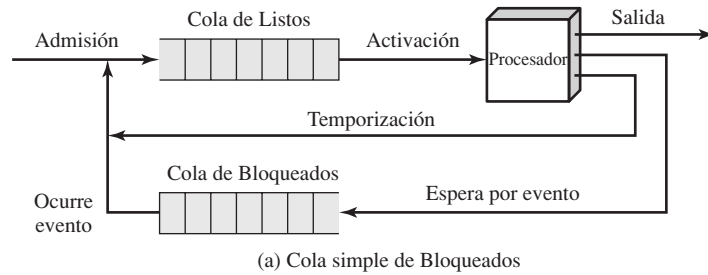 Cola de Listos
Salida
Admisión
Activación
Procesador
Temporización
Cola de Bloqueados
Ocurre
evento
Espera por evento
(a) Cola simple de Bloqueados